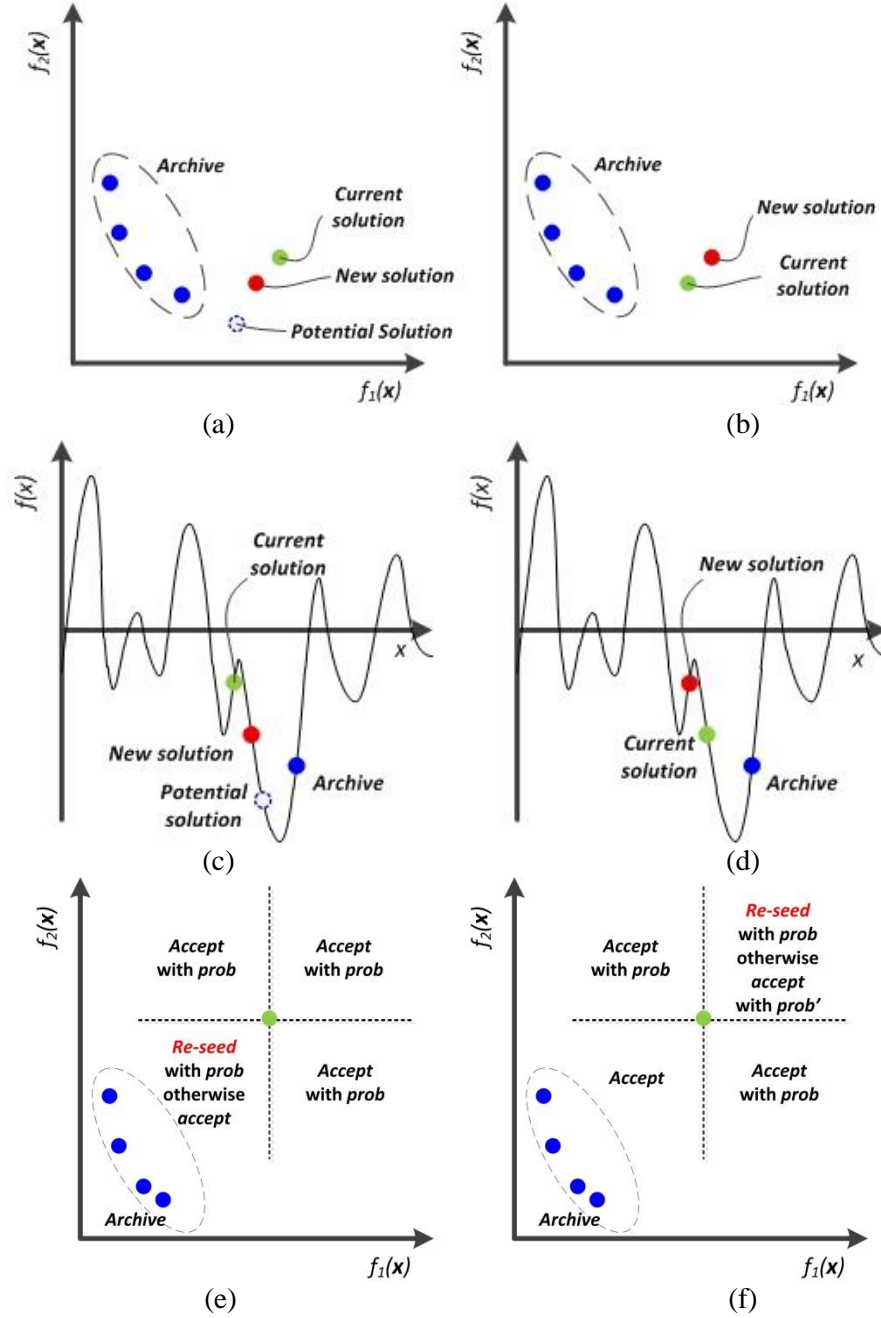 f₂(x)
Archive
Current
solution
New solution
Potential Solution
f₁(x)
(a)
f₂(x)
Archive
New solution
Current
solution
f₁(x)
(b)
f(x)
Current
solution
x
New solution
Archive
Potential
solution
(c)
f(x)
New solution
x
Current
solution
Archive
(d)
f₂(x)
Accept
with prob
Accept
with prob
Re-seed
with prob
otherwise
accept
Accept
with prob
Archive
f₁(x)
(e)
f₂(x)
Accept
with prob
Re-seed
with prob
otherwise
accept
with prob’
Accept
Accept
with prob
Archive
f₁(x)
(f)